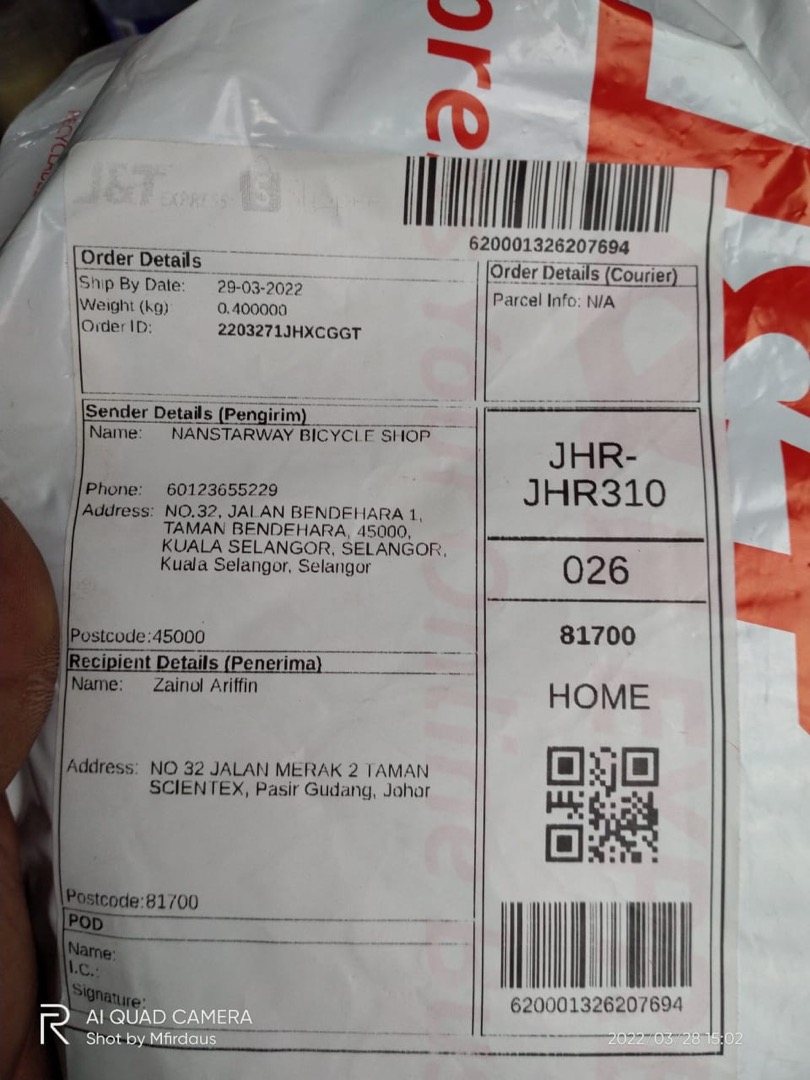 ore
RECYCLABLE
J&T EXPRESS
620001326207694
Order Details
Ship By Date: 29-03-2022
Weight (kg): 0.400000
Order ID: 2203271JHXCGGT
Order Details (Courier)
Parcel Info: N/A
Sender Details (Pengirim)
Name: NANSTARWAY BICYCLE SHOP
Phone: 60123655229
Address: NO.32, JALAN BENDEHARA 1,
TAMAN BENDEHARA, 45000,
KUALA SELANGOR, SELANGOR,
Kuala Selangor, Selangor
Postcode:45000
JHR-
JHR310
026
81700
HOME
Recipient Details (Penerima)
Name: Zainol Ariffin
Address: NO 32 JALAN MERAK 2 TAMAN
SCIENTEX, Pasir Gudang, Johor
Postcode:81700
POD
Name:
I.C.:
Signature:
620001326207694
AI QUAD CAMERA
Shot by Mfirdaus
2022/03/28 15:02